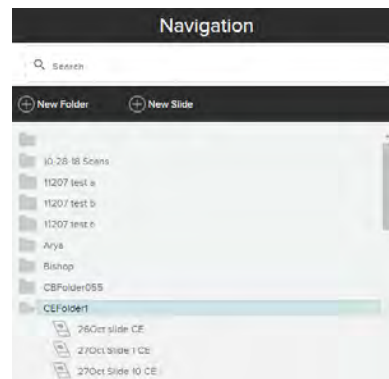 Navigation
Search
New Folder New Slide
10-28-18 Scans
11207 test a
11207 test b
11207 test c
Arya
Bishop
CBFolder055
CEFolder1
26Oct slide CE
27Oct Slide 1 CE
27Oct Slide 10 CE